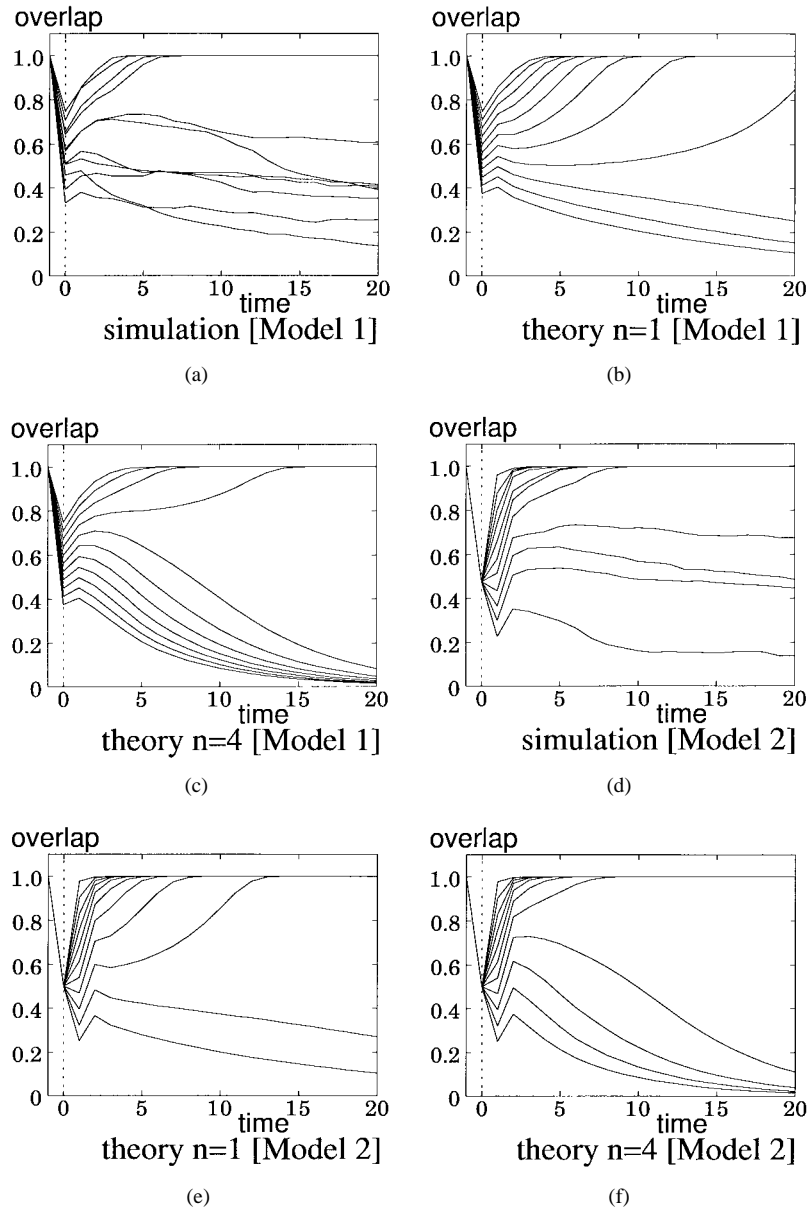 overlap
1.0
0.8
0.6
0.4
0.2
0
0 5 10 15 20
time
simulation [Model 1]
(a)
overlap
1.0
0.8
0.6
0.4
0.2
0
0 5 10 15 20
time
theory n=1 [Model 1]
(b)
overlap
1.0
0.8
0.6
0.4
0.2
0
0 5 10 15 20
time
theory n=4 [Model 1]
(c)
overlap
1.0
0.8
0.6
0.4
0.2
0
0 5 10 15 20
time
simulation [Model 2]
(d)
overlap
1.0
0.8
0.6
0.4
0.2
0
0 5 10 15 20
time
theory n=1 [Model 2]
(e)
overlap
1.0
0.8
0.6
0.4
0.2
0
0 5 10 15 20
time
theory n=4 [Model 2]
(f)